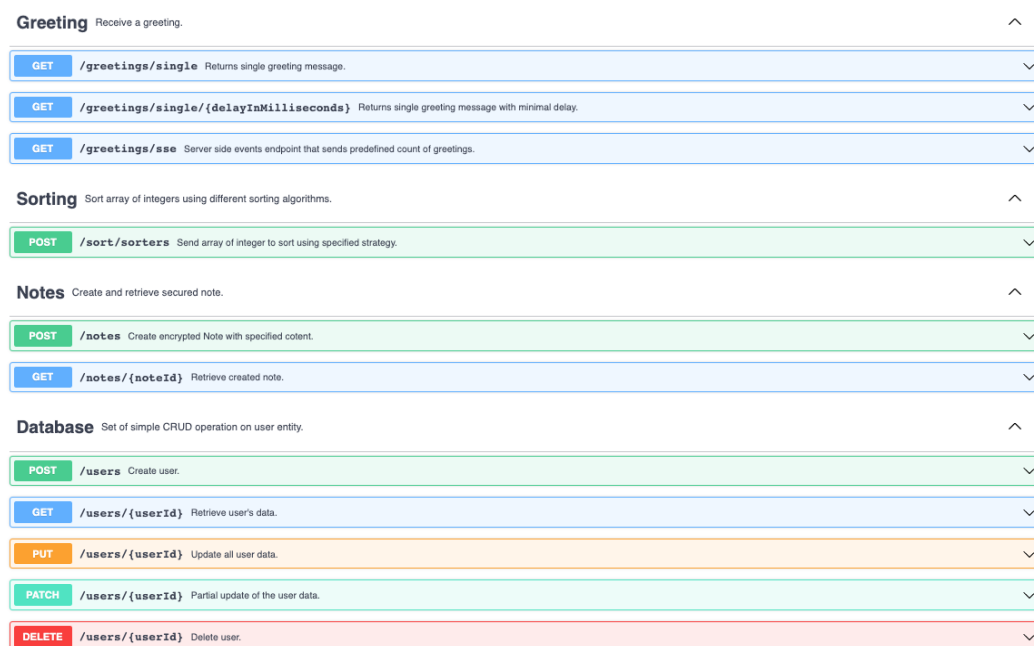 Greeting Receive a greeting.
GET /greetings/single Returns single greeting message.
GET /greetings/single/{delayInMilliseconds} Returns single greeting message with minimal delay.
GET /greetings/sse Server side events endpoint that sends predefined count of greetings.
Sorting Sort array of integers using different sorting algorithms.
POST /sort/sorters Send array of integer to sort using specified strategy.
Notes Create and retrieve secured note.
POST /notes Create encrypted Note with specified cotent.
GET /notes/{noteId} Retrieve created note.
Database Set of simple CRUD operation on user entity.
POST /users Create user.
GET /users/{userId} Retrieve user's data.
PUT /users/{userId} Update all user data.
PATCH /users/{userId} Partial update of the user data.
DELETE /users/{userId} Delete user.